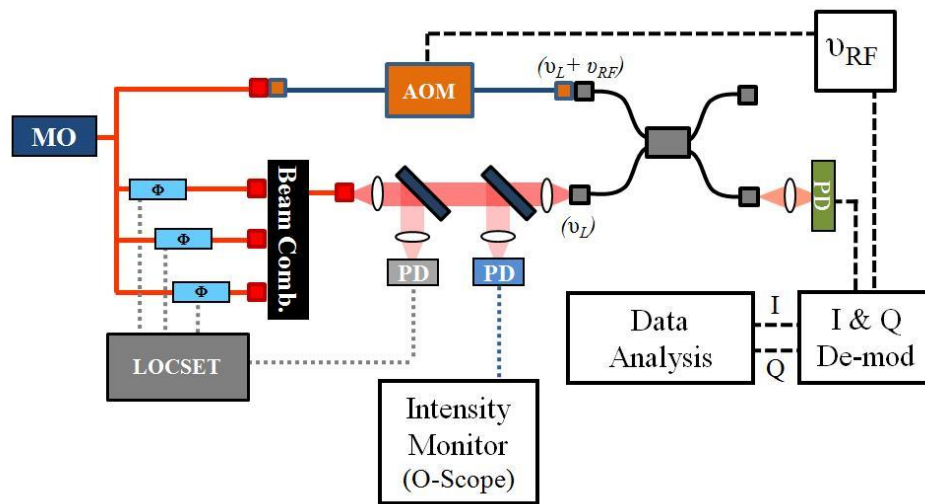 (υL + υRF)
υRF
AOM
MO
Φ
Φ
Φ
Beam Comb.
(υL)
PD
PD
PD
LOCSET
Intensity
Monitor
(O-Scope)
Data
Analysis
I
Q
I & Q
De-mod